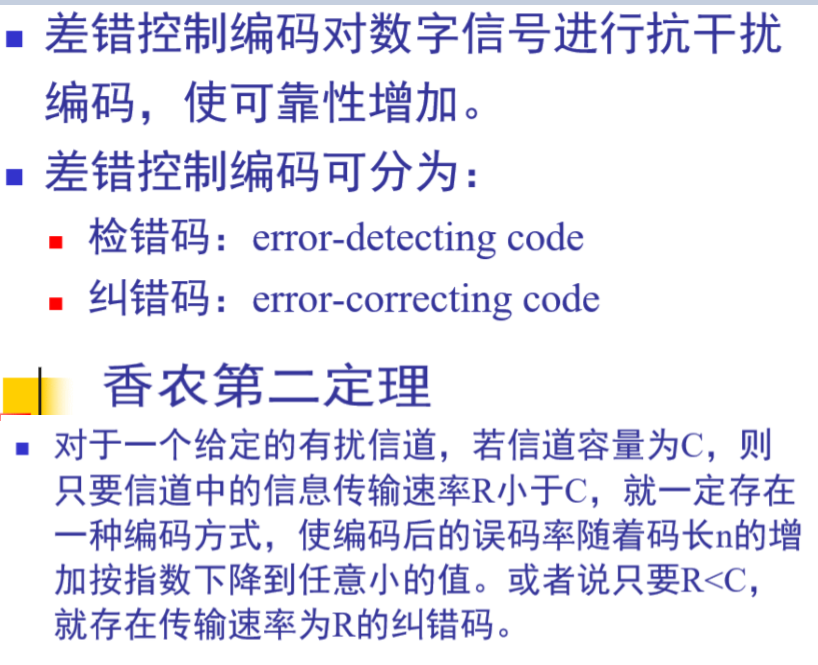 差错控制编码对数字信号进行抗干扰
编码，使可靠性增加。
差错控制编码可分为：
检错码：error-detecting code
纠错码：error-correcting code
香农第二定理
对于一个给定的有扰信道，若信道容量为C，则
只要信道中的信息传输速率R小于C，就一定存在
一种编码方式，使编码后的误码率随着码长n的增
加按指数下降到任意小的值。或者说只要R<C，
就存在传输速率为R的纠错码。